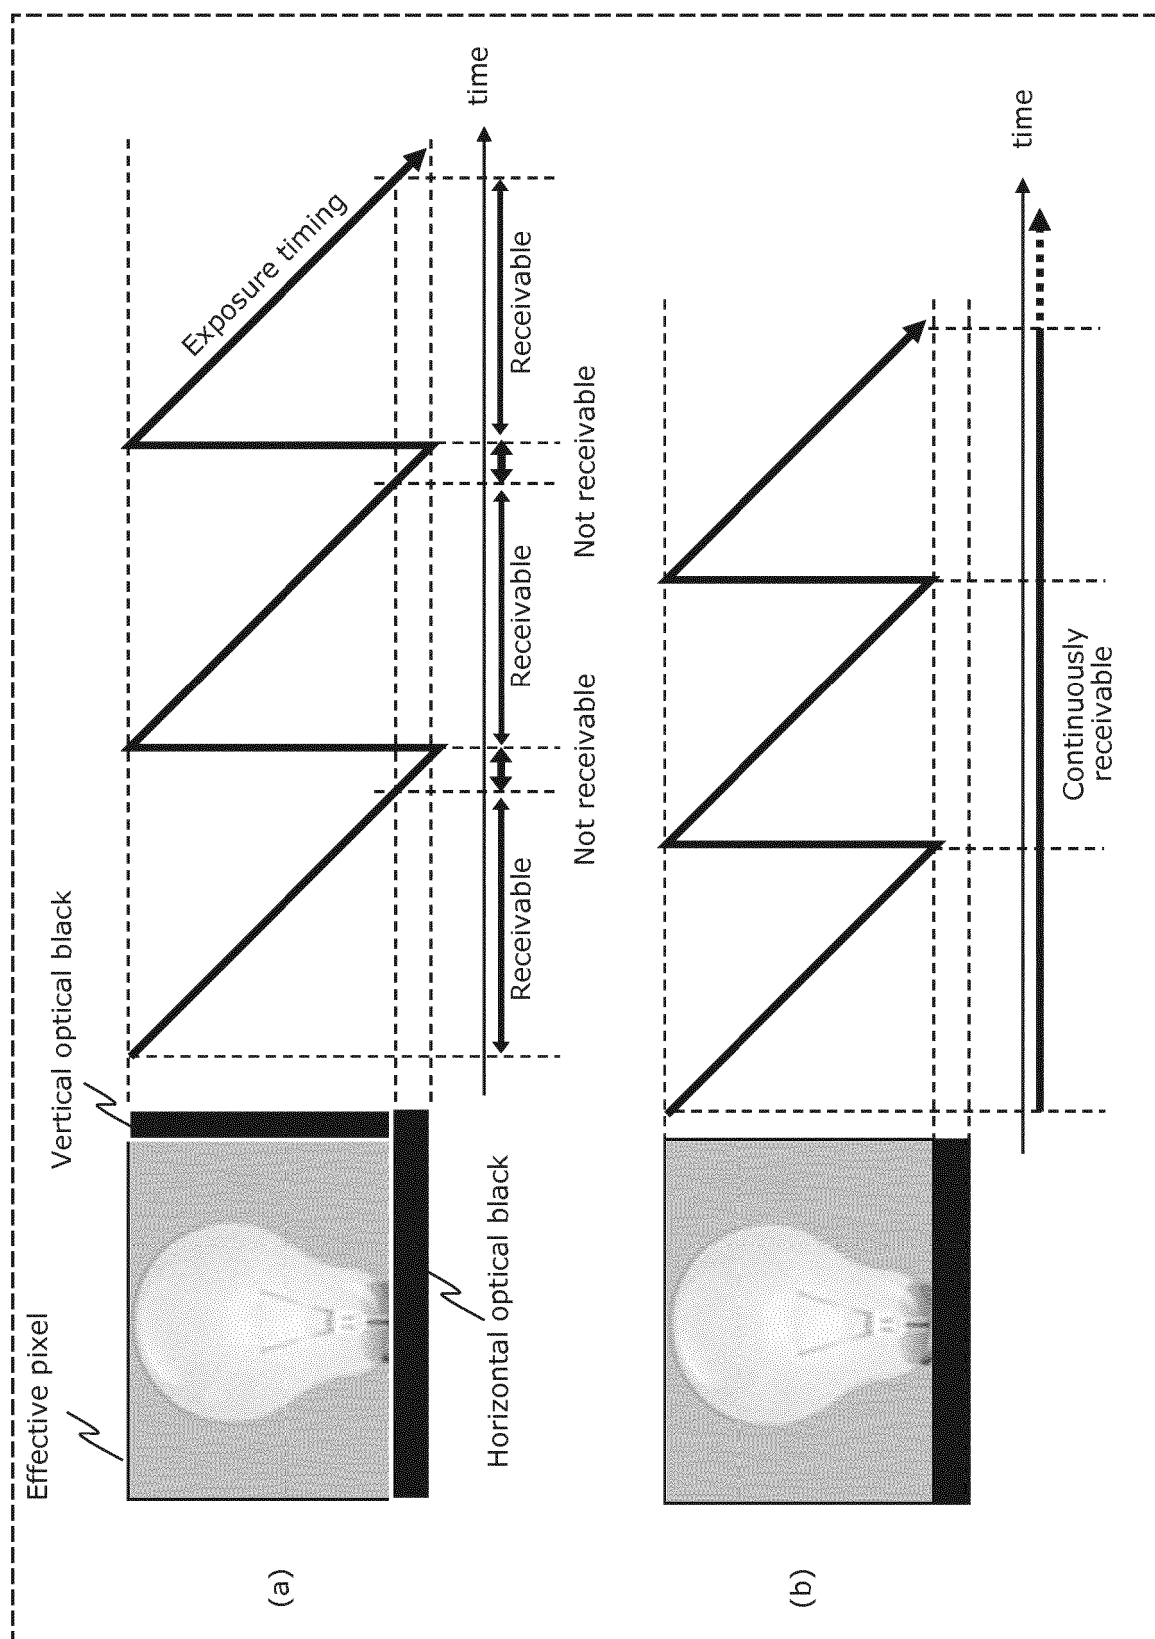 (a)
Effective pixel
Vertical optical black
Horizontal optical black
Exposure timing
time
Receivable
Receivable
Receivable
Not receivable
Not receivable
(b)
time
Continuously
receivable